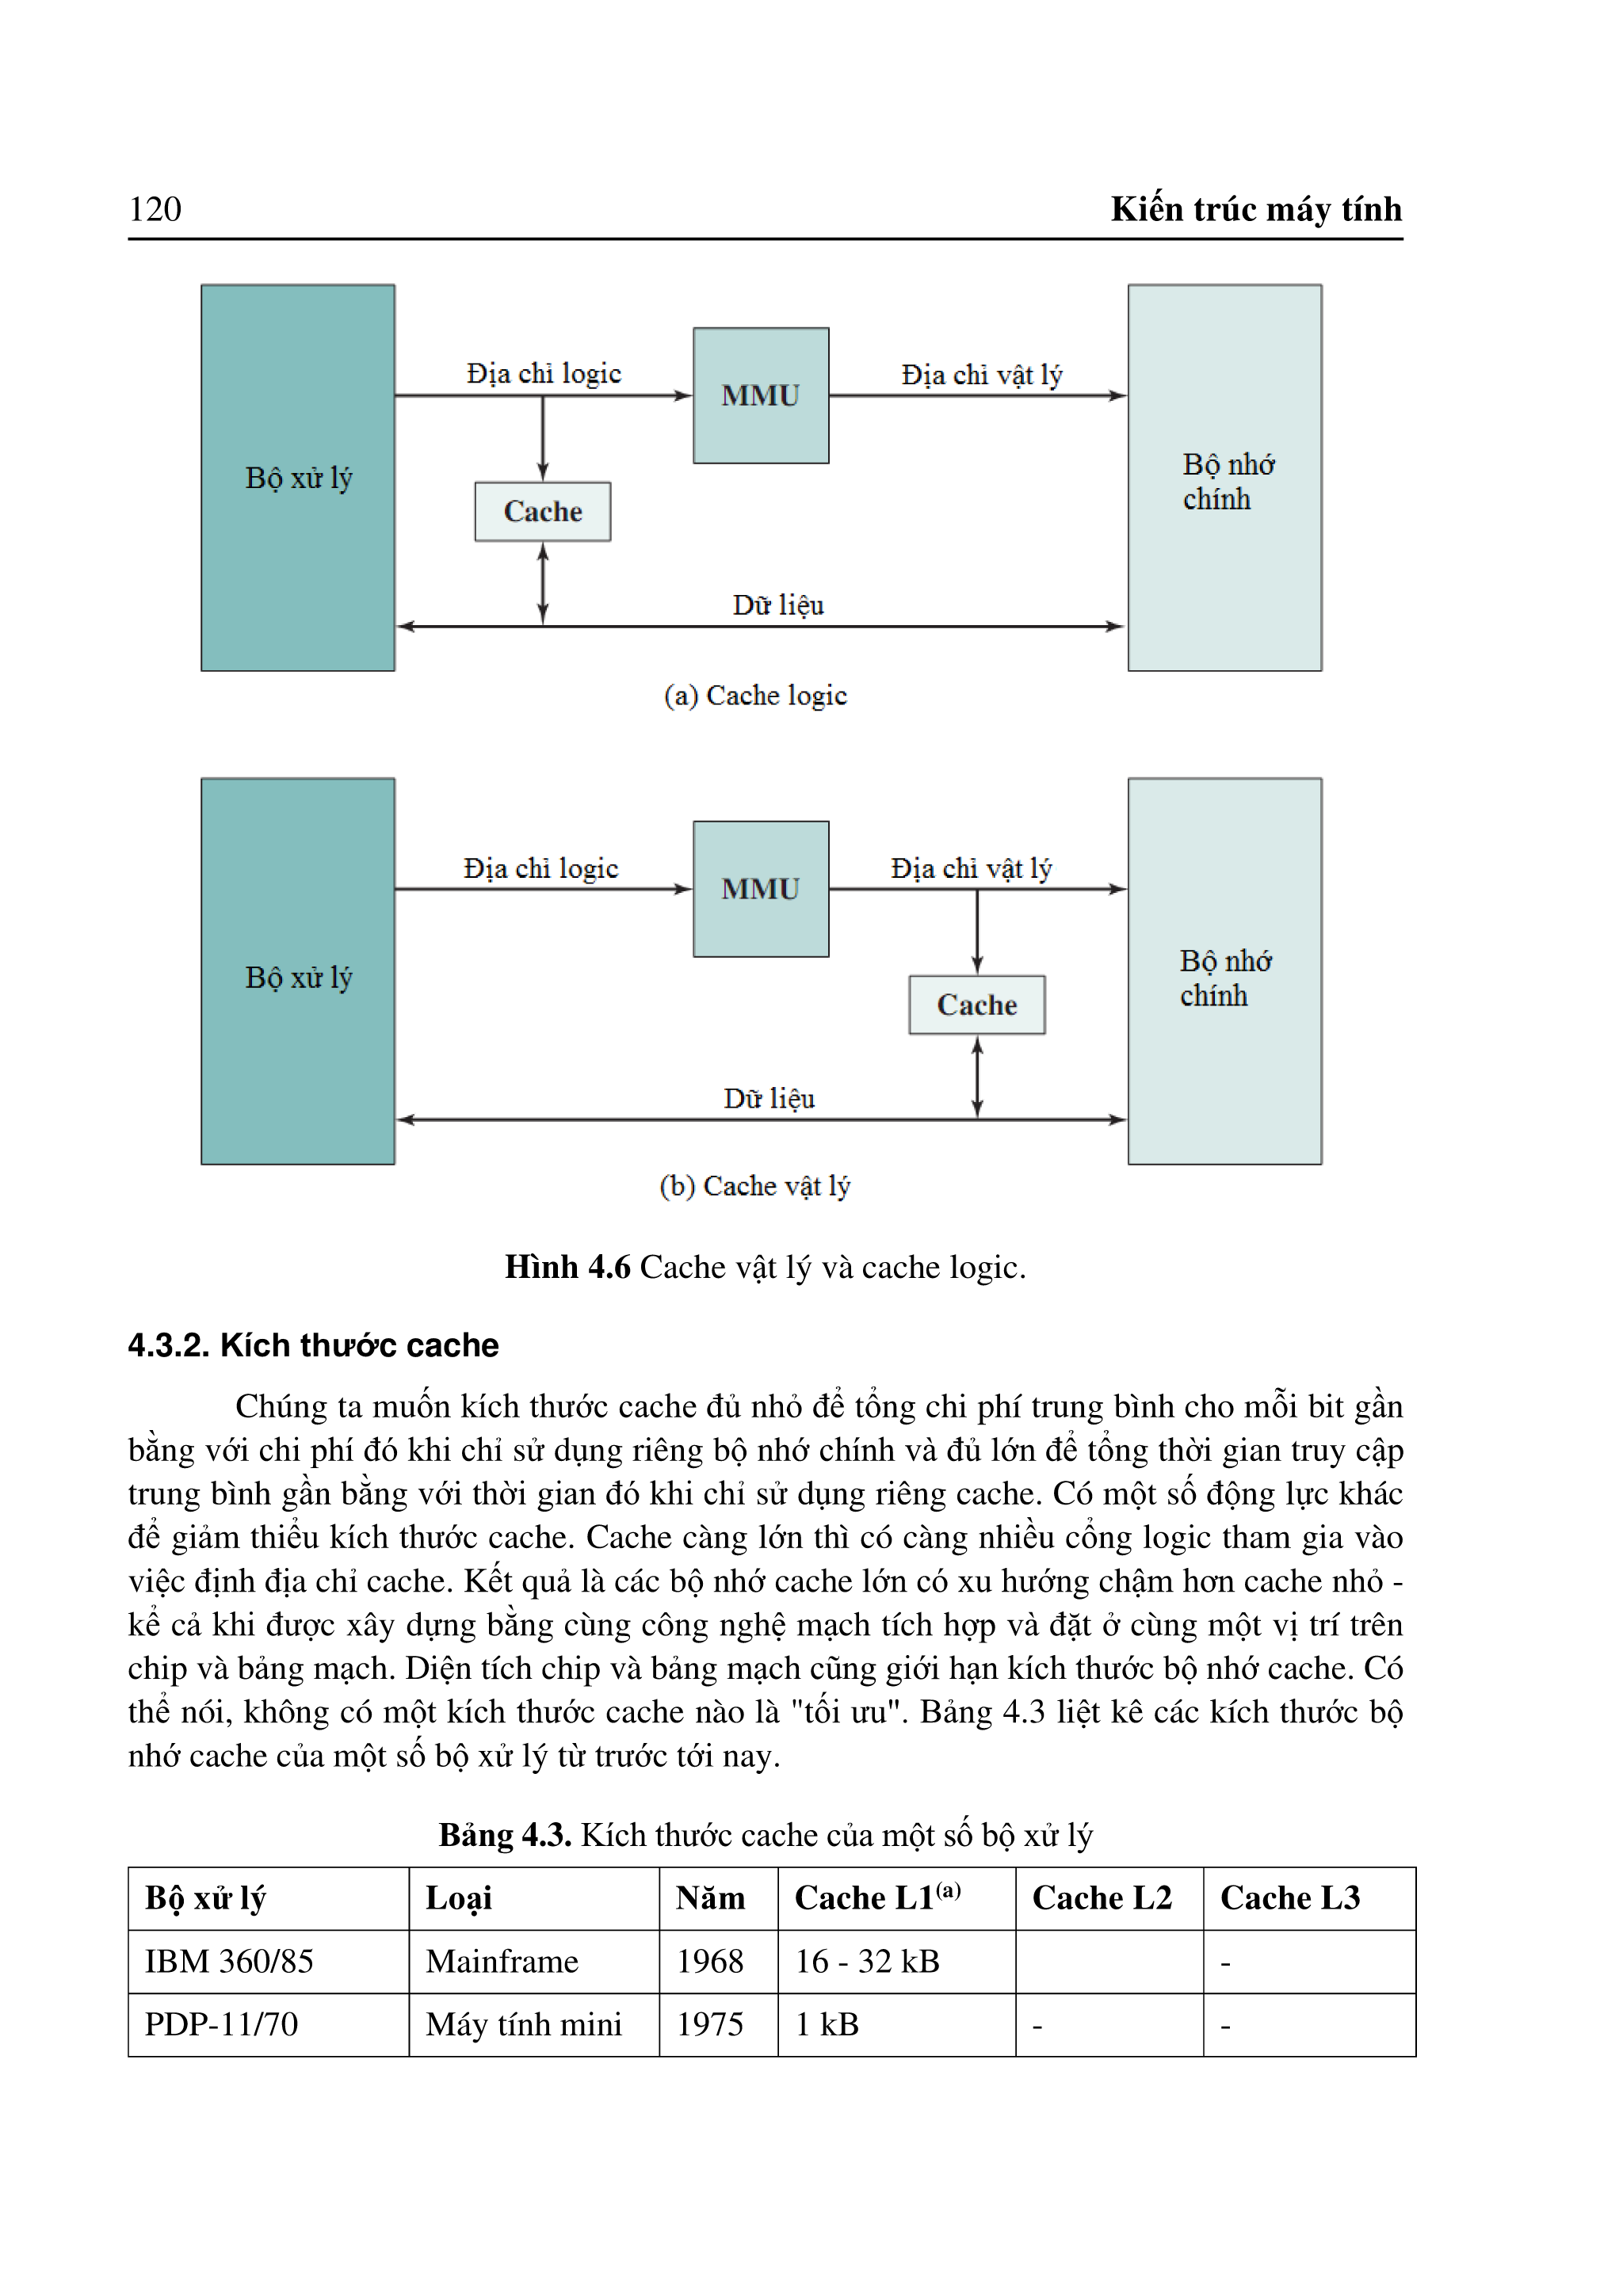 120
Kiến trúc máy tính
Địa chỉ logic
Địa chỉ vật lý
MMU
Bộ xử lý
Bộ nhớ
chính
Cache
Dữ liệu
(a) Cache logic
Địa chỉ logic
Địa chỉ vật lý
MMU
Bộ xử lý
Bộ nhớ
chính
Cache
Dữ liệu
(b) Cache vật lý
Hình 4.6 Cache vật lý và cache logic.
4.3.2. Kích thước cache
Chúng ta muốn kích thước cache đủ nhỏ để tổng chi phí trung bình cho mỗi bit gần
bằng với chi phí đó khi chỉ sử dụng riêng bộ nhớ chính và đủ lớn để tổng thời gian truy cập
trung bình gần bằng với thời gian đó khi chỉ sử dụng riêng cache. Có một số động lực khác
để giảm thiểu kích thước cache. Cache càng lớn thì có càng nhiều cổng logic tham gia vào
việc định địa chỉ cache. Kết quả là các bộ nhớ cache lớn có xu hướng chậm hơn cache nhỏ -
kể cả khi được xây dựng bằng cùng công nghệ mạch tích hợp và đặt ở cùng một vị trí trên
chip và bảng mạch. Diện tích chip và bảng mạch cũng giới hạn kích thước bộ nhớ cache. Có
thể nói, không có một kích thước cache nào là "tối ưu". Bảng 4.3 liệt kê các kích thước bộ
nhớ cache của một số bộ xử lý từ trước tới nay.
Bảng 4.3. Kích thước cache của một số bộ xử lý
Bộ xử lý Loại Năm Cache L1(a) Cache L2 Cache L3
IBM 360/85 Mainframe 1968 16 - 32 kB -
PDP-11/70 Máy tính mini 1975 1 kB - -